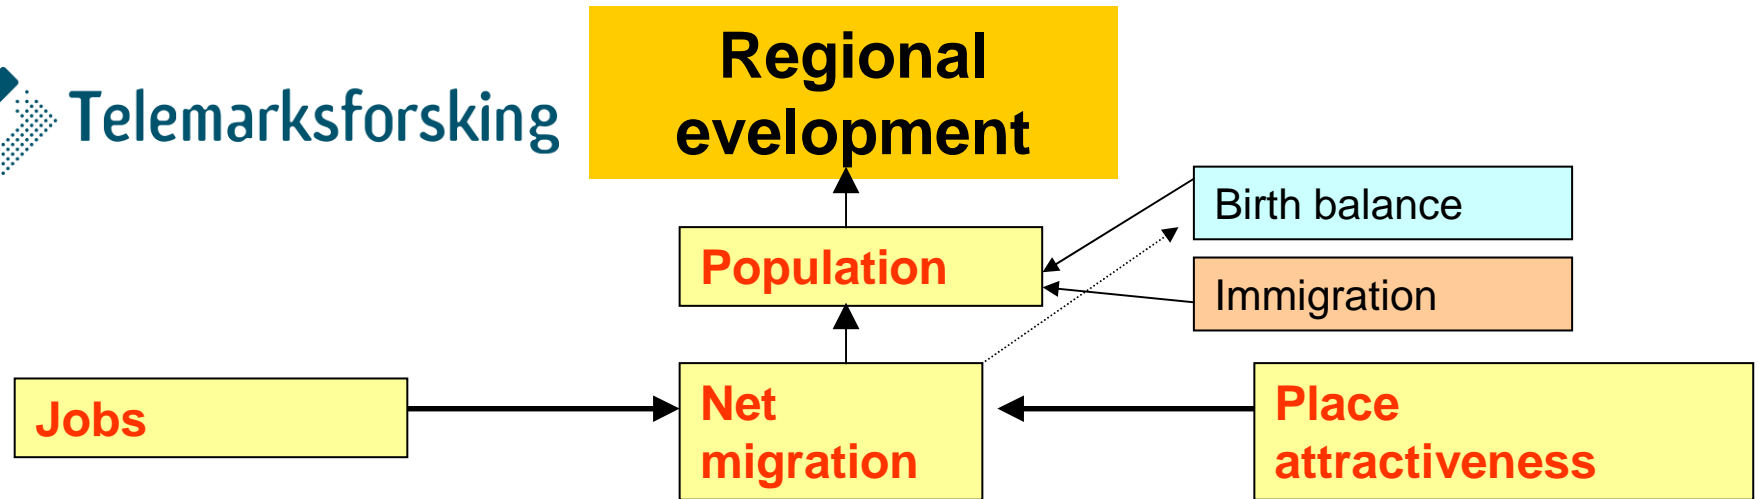 Regional
evelopment
Telemarksforsking
Birth balance
Population
Immigration
Jobs
Net
migration
Place
attractiveness